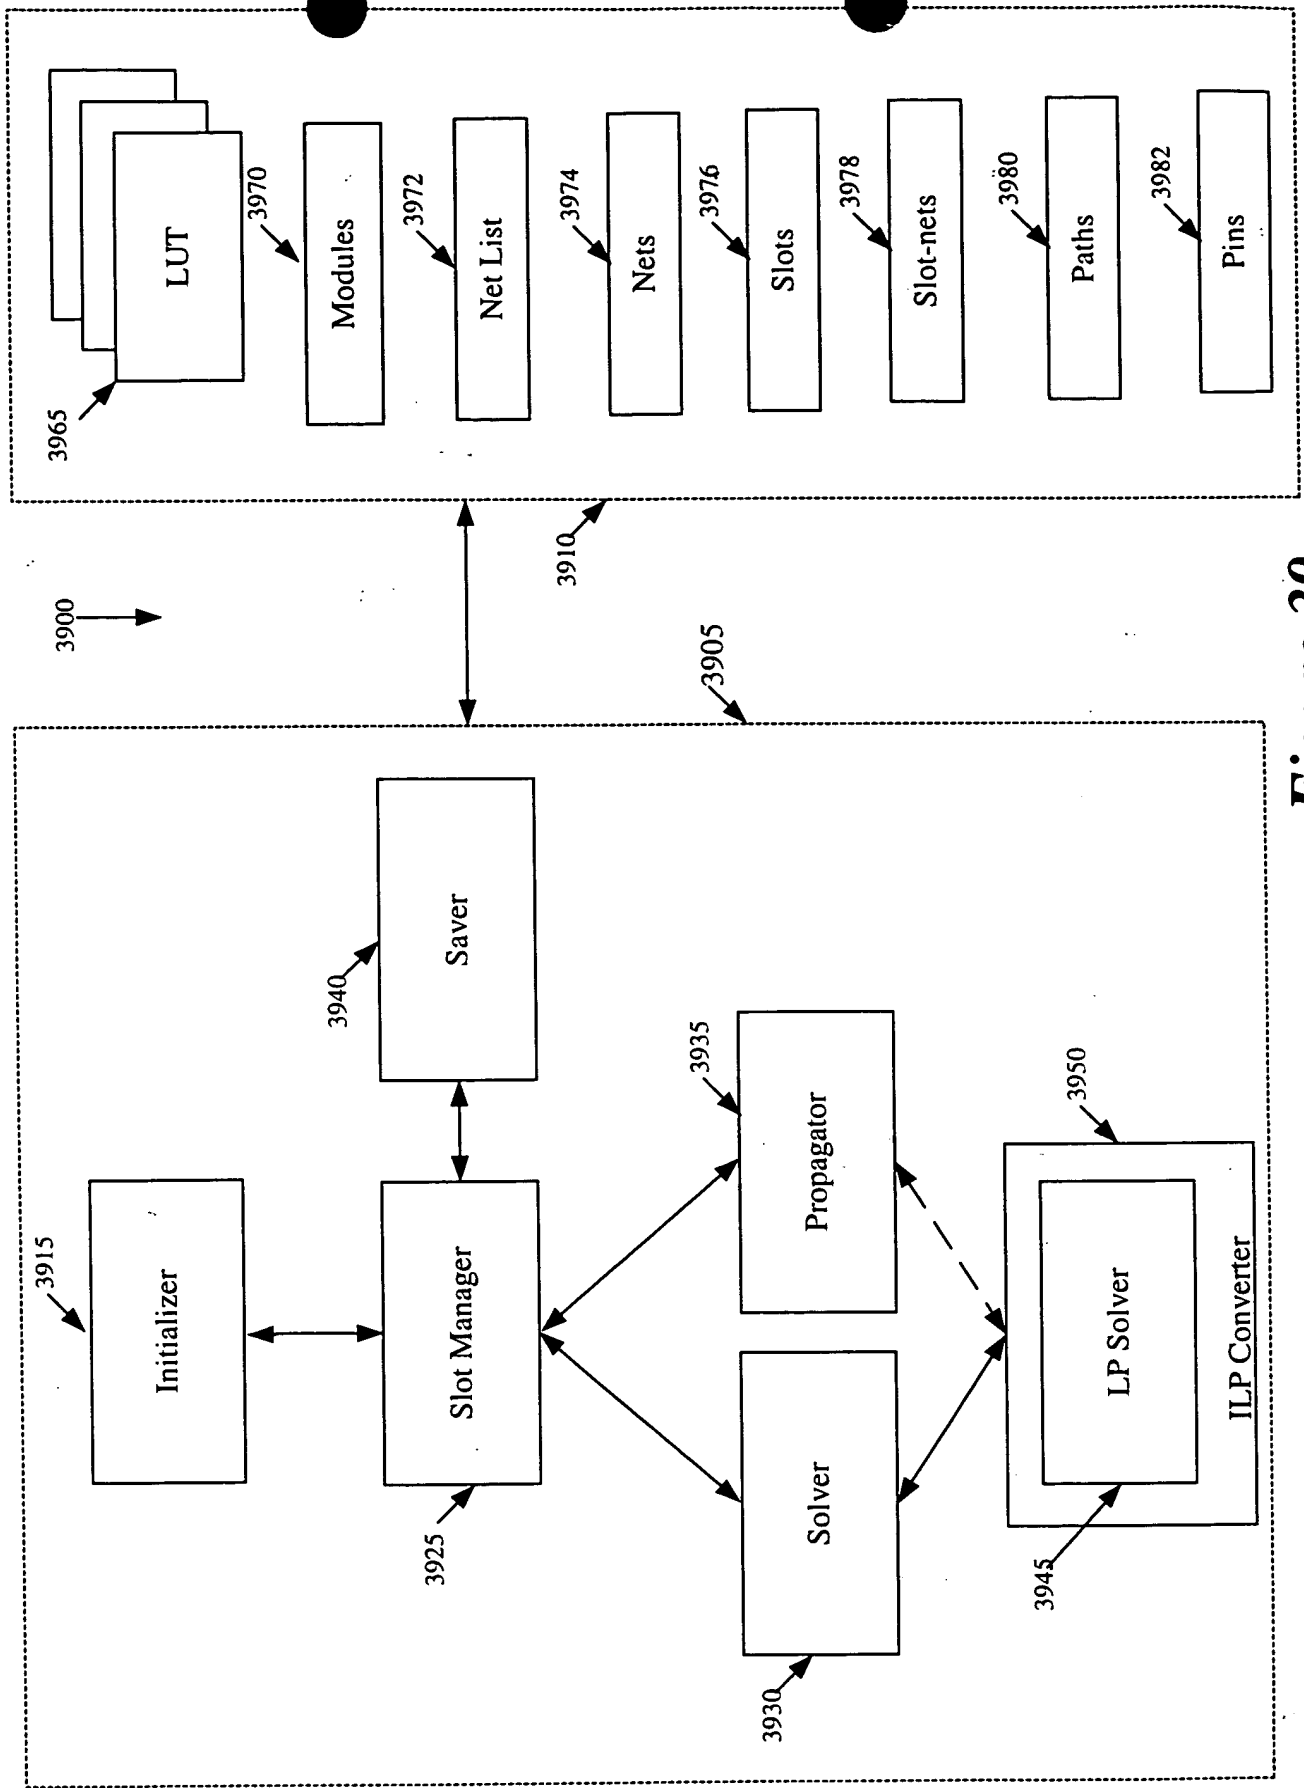 3900
3905
3915
Initializer
3925
Slot Manager
3940
Saver
3930
Solver
3935
Propagator
3945
LP Solver
3950
ILP Converter
3910
3965
LUT
3970
Modules
3972
Net List
3974
Nets
3976
Slots
3978
Slot-nets
3980
Paths
3982
Pins